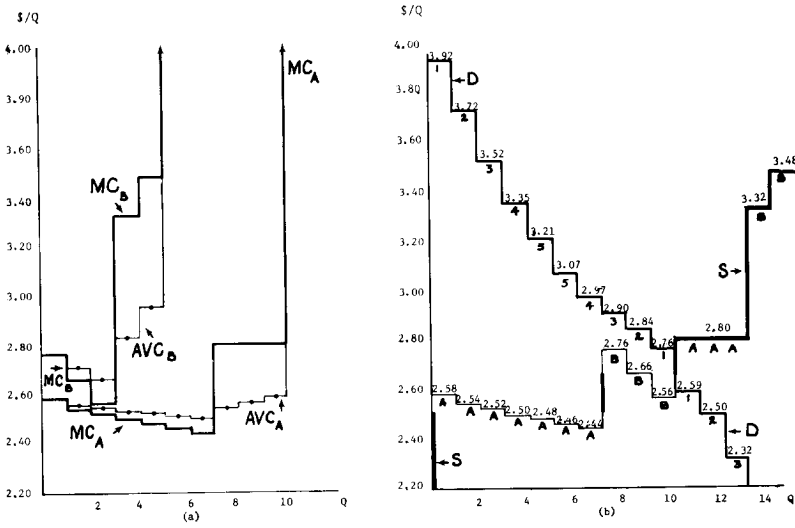 $/Q
4.00
3.90
3.60
3.40
3.20
3.00
2.80
2.60
2.40
2.20
MC_A
MC_B
AVC_B
MC_B
MC_A
AVC_A
2 4 6 8 10 Q
(a)
$/Q
4.00
3.80
3.60
3.40
3.20
3.00
2.80
2.60
2.40
2.20
3.92
1
D
3.72
2
3.52
3
3.35
4
3.21
5
3.07
5
2.97
4
2.90
3
2.84
2
2.76
1
3.48
B
3.32
B
S
2.80
A A A
2.76
B
2.66
B
2.56
B
2.59
1
2.50
2
2.32
3
D
2.58 2.54 2.52 2.50 2.48 2.46 2.44
A A A A A A A
S
2 4 6 8 10 12 14 Q
(b)